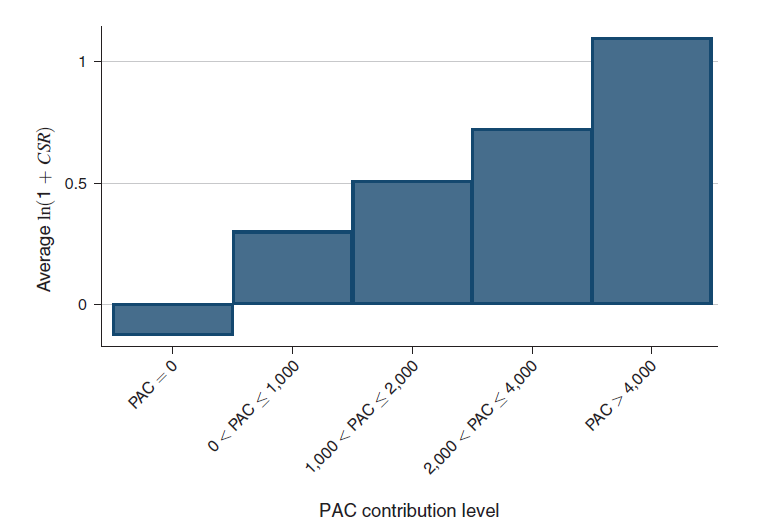 Average ln(1 + CSR)
1
0.5
0
PAC = 0
0 < PAC ≤ 1,000
1,000 < PAC ≤ 2,000
2,000 < PAC ≤ 4,000
PAC > 4,000
PAC contribution level